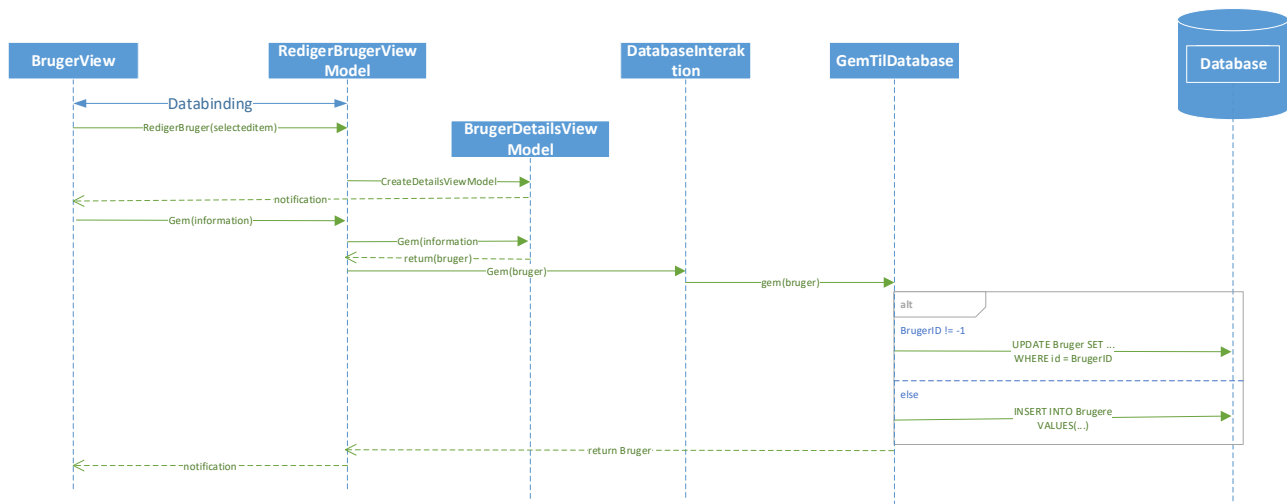 BrugerView
RedigerBrugerView
Model
DatabaseInterak
tion
GemTilDatabase
Database
Databinding
RedigerBruger(selecteditem)
BrugerDetailsView
Model
CreateDetailsViewModel
notification
Gem(information)
Gem(information
return(bruger)
Gem(bruger)
gem(bruger)
alt
BrugerID != -1
UPDATE Bruger SET ...
WHERE id = BrugerID
else
INSERT INTO Brugere
VALUES(...)
return Bruger
notification